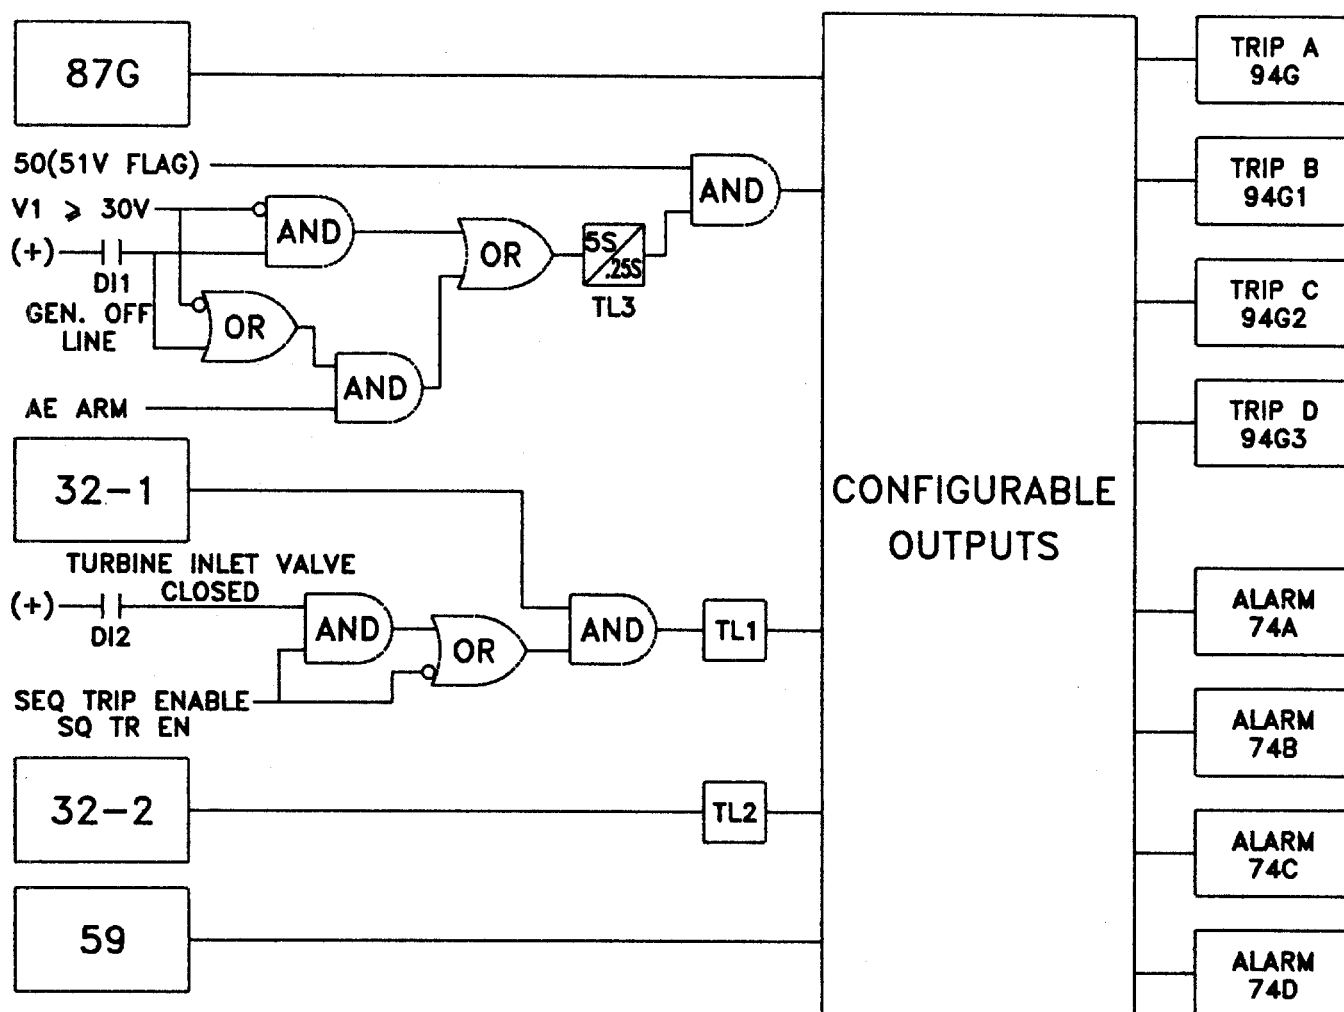 87G
50(51V FLAG)
V1 ⩾ 30V
(+)
DI1
GEN. OFF
LINE
AND
OR
OR
AND
5S
.25S
TL3
AND
AE ARM
32-1
TURBINE INLET VALVE
CLOSED
(+)
DI2
AND
OR
AND
TL1
SEQ TRIP ENABLE
SQ TR EN
32-2
TL2
59
CONFIGURABLE
OUTPUTS
TRIP A
94G
TRIP B
94G1
TRIP C
94G2
TRIP D
94G3
ALARM
74A
ALARM
74B
ALARM
74C
ALARM
74D